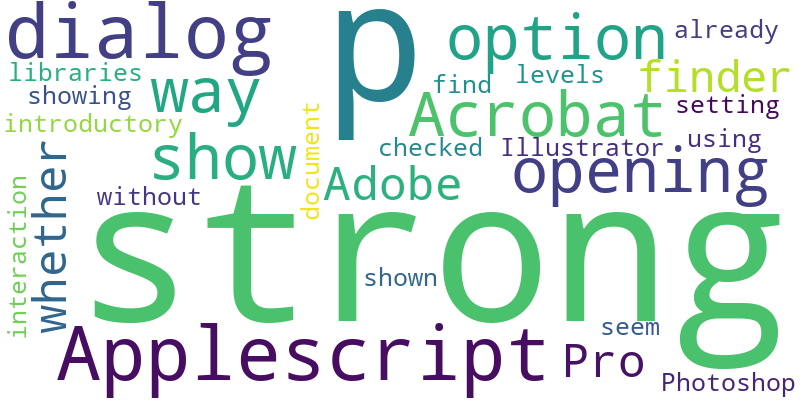 dialog
p
option
already
libraries
way
find
levels
finder
showing
Acrobat
setting
introductory
document
show
checked
Illustrator
using
whether
Adobe
opening
interaction
without
strong
shown
seem
Applescript
Pro
Photoshop